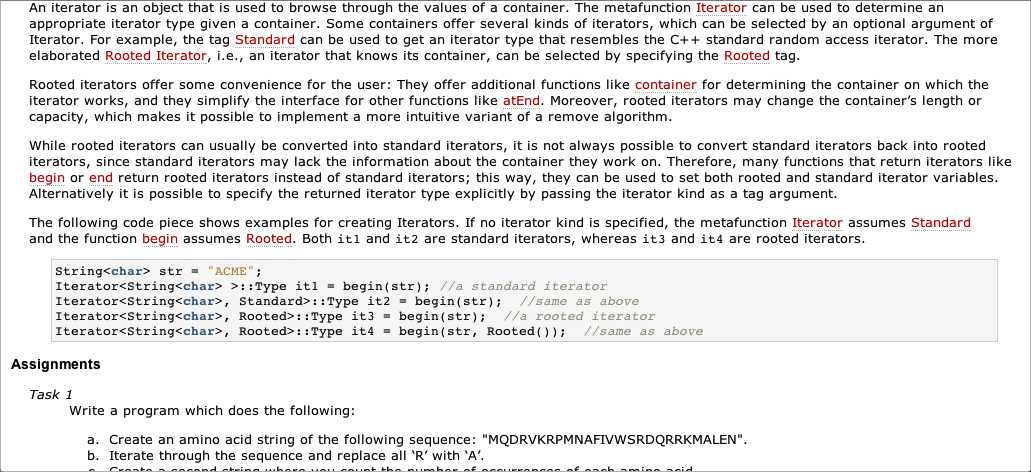 An iterator is an object that is used to browse through the values of a container. The metafunction Iterator can be used to determine an
appropriate iterator type given a container. Some containers offer several kinds of iterators, which can be selected by an optional argument of
Iterator. For example, the tag Standard can be used to get an iterator type that resembles the C++ standard random access iterator. The more
elaborated Rooted Iterator, i.e., an iterator that knows its container, can be selected by specifying the Rooted tag.
Rooted iterators offer some convenience for the user: They offer additional functions like container for determining the container on which the
iterator works, and they simplify the interface for other functions like atEnd. Moreover, rooted iterators may change the container's length or
capacity, which makes it possible to implement a more intuitive variant of a remove algorithm.
While rooted iterators can usually be converted into standard iterators, it is not always possible to convert standard iterators back into rooted
iterators, since standard iterators may lack the information about the container they work on. Therefore, many functions that return iterators like
begin or end return rooted iterators instead of standard iterators; this way, they can be used to set both rooted and standard iterator variables.
Alternatively it is possible to specify the returned iterator type explicitly by passing the iterator kind as a tag argument.
The following code piece shows examples for creating Iterators. If no iterator kind is specified, the metafunction Iterator assumes Standard
and the function begin assumes Rooted. Both it1 and it2 are standard iterators, whereas it3 and it4 are rooted iterators.
String<char> str = "ACME";
Iterator<String<char> >::Type it1 = begin(str); //a standard iterator
Iterator<String<char>, Standard>::Type it2 = begin(str);  //same as above
Iterator<String<char>, Rooted>::Type it3 = begin(str);  //a rooted iterator
Iterator<String<char>, Rooted>::Type it4 = begin(str, Rooted());  //same as above
Assignments
Task 1
Write a program which does the following:
a. Create an amino acid string of the following sequence: "MQDRVKRPMNAFIVWSRDQRRKMALEN".
b. Iterate through the sequence and replace all ‘R’ with ‘A’.
c. Create a second string where you count the number of occurrences of each amino acid.